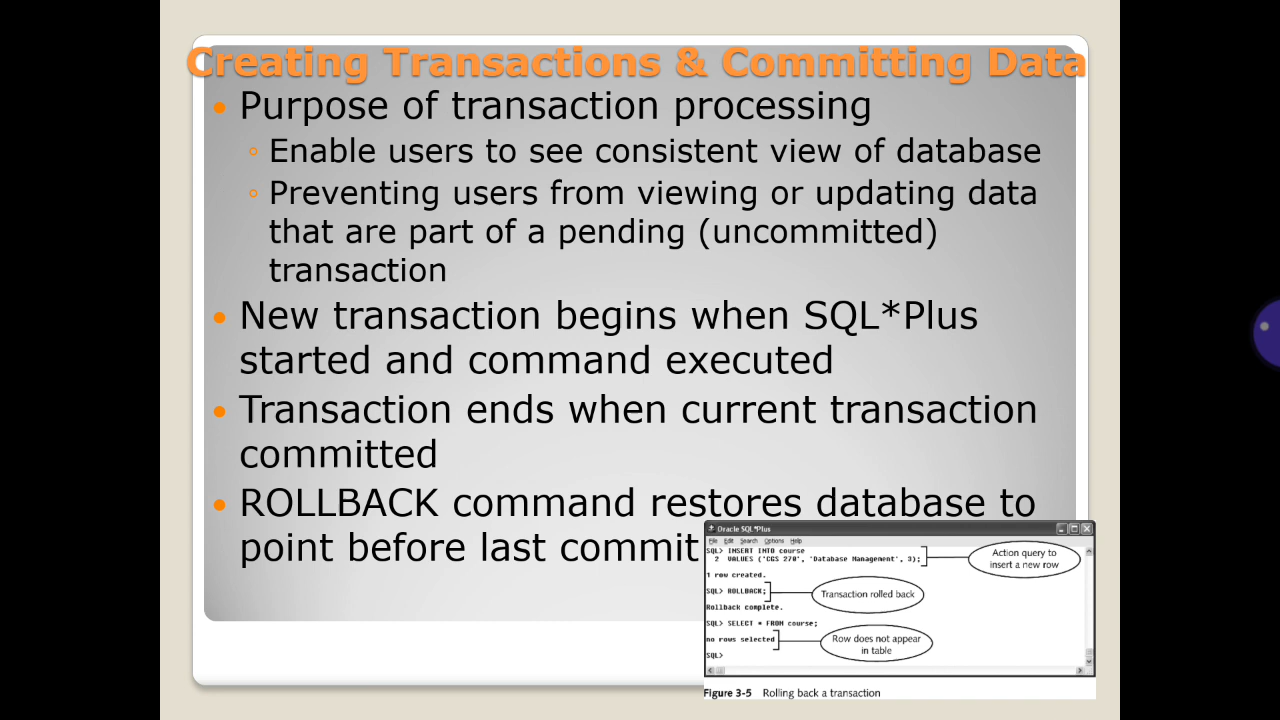 Creating Transactions & Committing Data
• Purpose of transaction processing
◦ Enable users to see consistent view of database
◦ Preventing users from viewing or updating data
that are part of a pending (uncommitted)
transaction
• New transaction begins when SQL*Plus
started and command executed
• Transaction ends when current transaction
committed
• ROLLBACK command restores database to
point before last commit
Oracle SQL*Plus
File Edit Search Options Help
SQL> INSERT INTO course
2 VALUES ('CGS 270', 'Database Management', 3);
Action query to
insert a new row
1 row created.
SQL> ROLLBACK;
Transaction rolled back
Rollback complete.
SQL> SELECT * FROM course;
no rows selected
Row does not appear
in table
SQL>
Figure 3-5 Rolling back a transaction